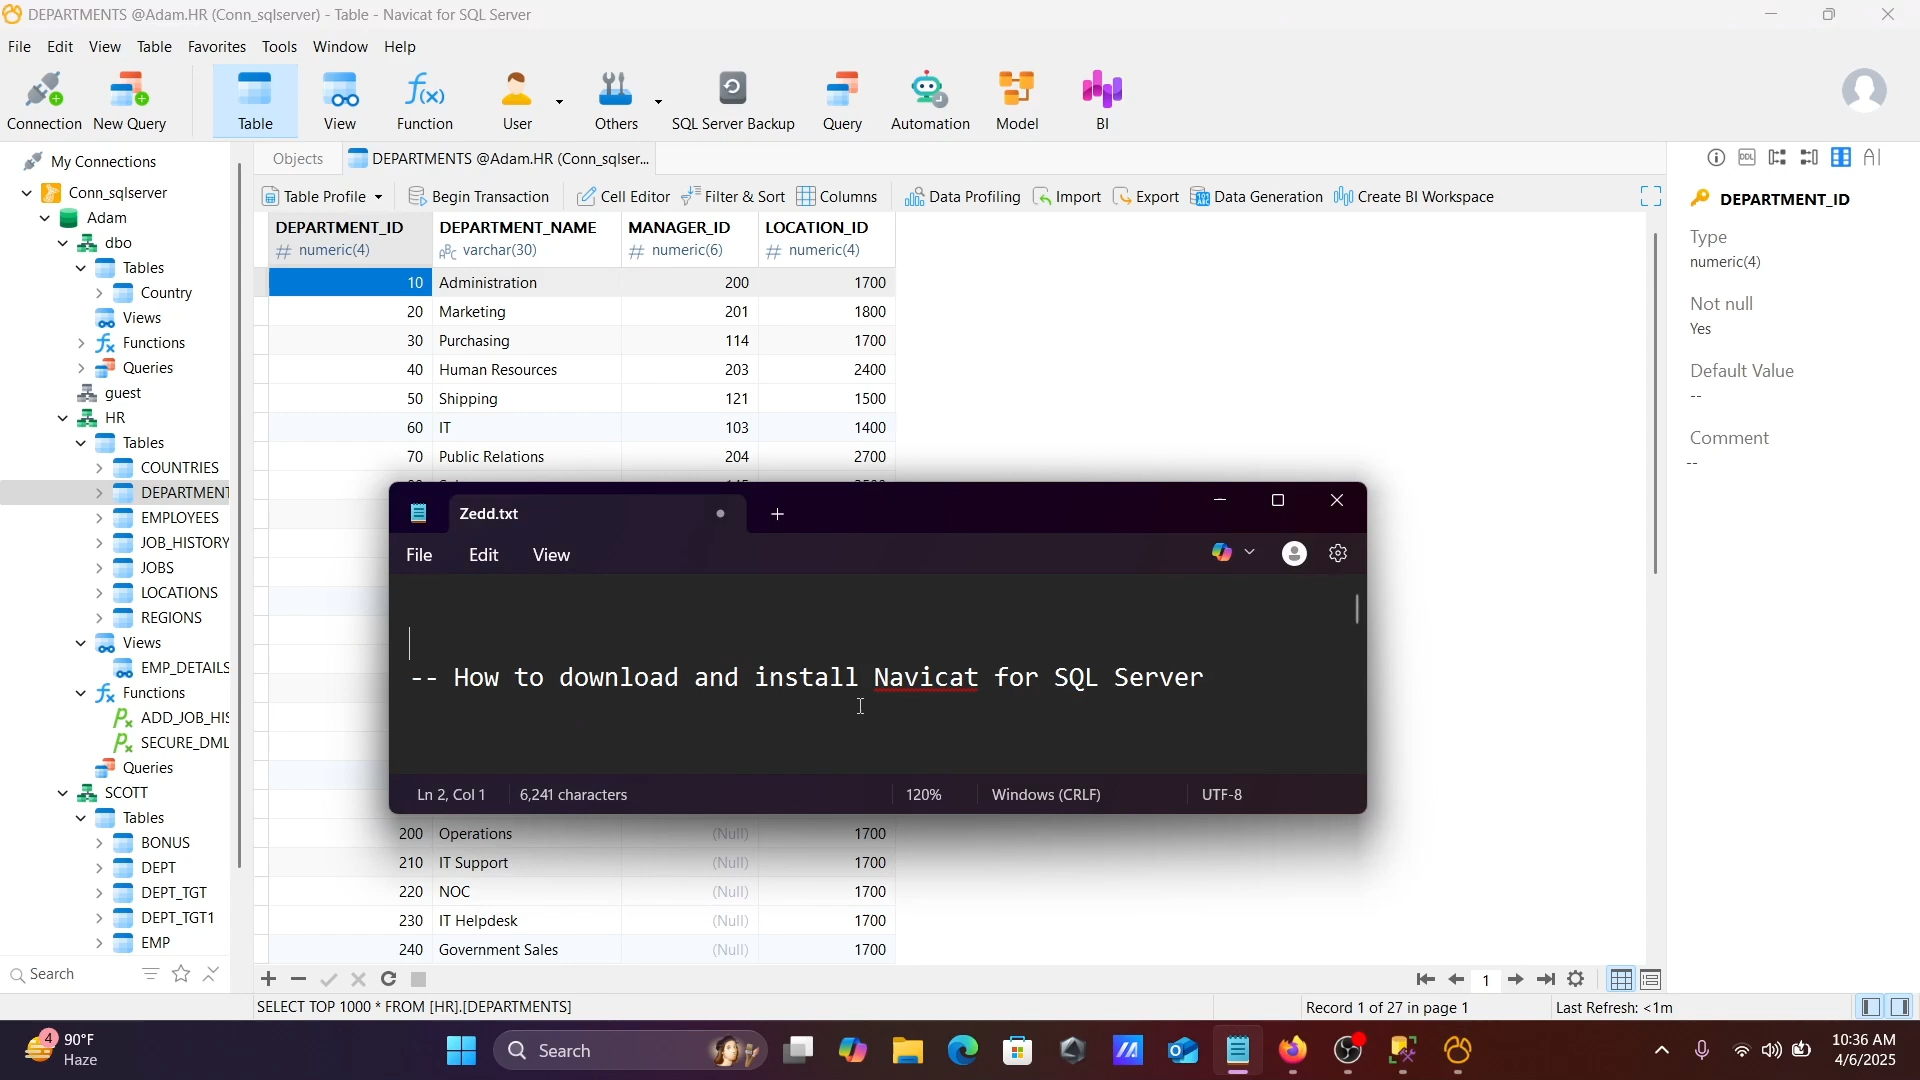 DEPARTMENTS @Adam.HR (Conn_sqlserver) - Table - Navicat for SQL Server
File Edit View Table Favorites Tools Window Help
Connection New Query Table View Function User Others SQL Server Backup Query Automation Model BI
My Connections
Conn_sqlserver
Adam
dbo
Tables
Country
Views
Functions
Queries
guest
HR
Tables
COUNTRIES
DEPARTMENT
EMPLOYEES
JOB_HISTORY
JOBS
LOCATIONS
REGIONS
Views
EMP_DETAILS
Functions
ADD_JOB_HIS
SECURE_DML
Queries
SCOTT
Tables
BONUS
DEPT
DEPT_TGT
DEPT_TGT1
EMP
Search
Objects DEPARTMENTS @Adam.HR (Conn_sqlser...
Table Profile Begin Transaction Cell Editor Filter & Sort Columns Data Profiling Import Export Data Generation Create BI Workspace
DEPARTMENT_ID DEPARTMENT_NAME MANAGER_ID LOCATION_ID
# numeric(4) ABC varchar(30) # numeric(6) # numeric(4)
10 Administration 200 1700
20 Marketing 201 1800
30 Purchasing 114 1700
40 Human Resources 203 2400
50 Shipping 121 1500
60 IT 103 1400
70 Public Relations 204 2700
Zedd.txt
File Edit View
-- How to download and install Navicat for SQL Server
Ln 2, Col 1 6,241 characters 120% Windows (CRLF) UTF-8
200 Operations (Null) 1700
210 IT Support (Null) 1700
220 NOC (Null) 1700
230 IT Helpdesk (Null) 1700
240 Government Sales (Null) 1700
1
SELECT TOP 1000 * FROM [HR].[DEPARTMENTS] Record 1 of 27 in page 1 Last Refresh: <1m
DDL
DEPARTMENT_ID
Type
numeric(4)
Not null
Yes
Default Value
--
Comment
--
4
90°F
Haze
Search
10:36 AM
4/6/2025